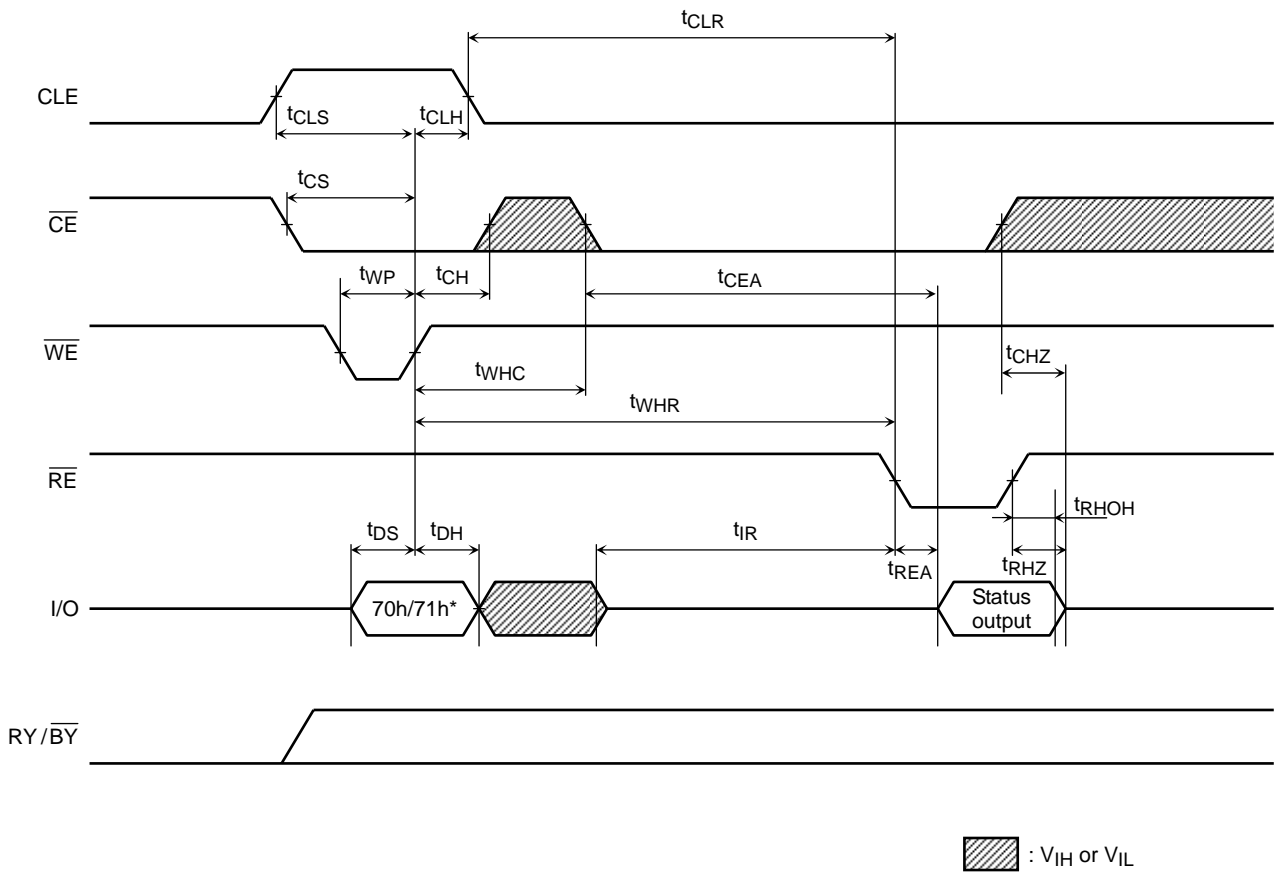 tCLR
CLE
tCLS
tCLH
tCS
CE
tWP
tCH
tCEA
WE
tCHZ
tWHC
tWHR
RE
tRHOH
tDS
tDH
tIR
tREA
tRHZ
I/O
70h/71h*
Status
output
RY/BY
: VIH or VIL